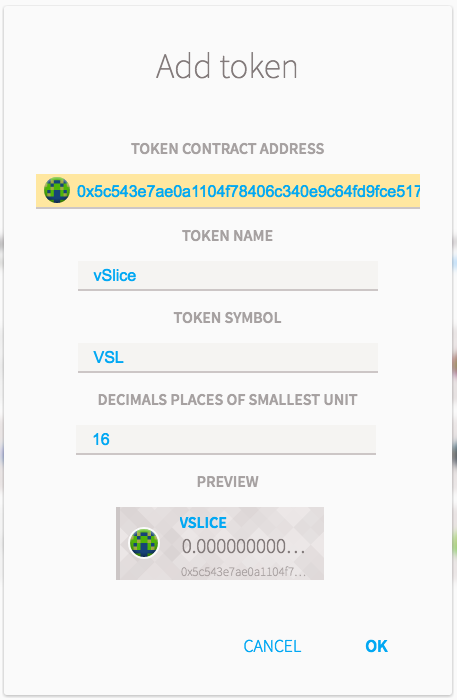 Add token
TOKEN CONTRACT ADDRESS
0x5c543e7ae0a1104f78406c340e9c64fd9fce517
TOKEN NAME
vSlice
TOKEN SYMBOL
VSL
DECIMALS PLACES OF SMALLEST UNIT
16
PREVIEW
VSLICE
0.000000000…
0x5c543e7ae0a1104f7…
CANCEL OK